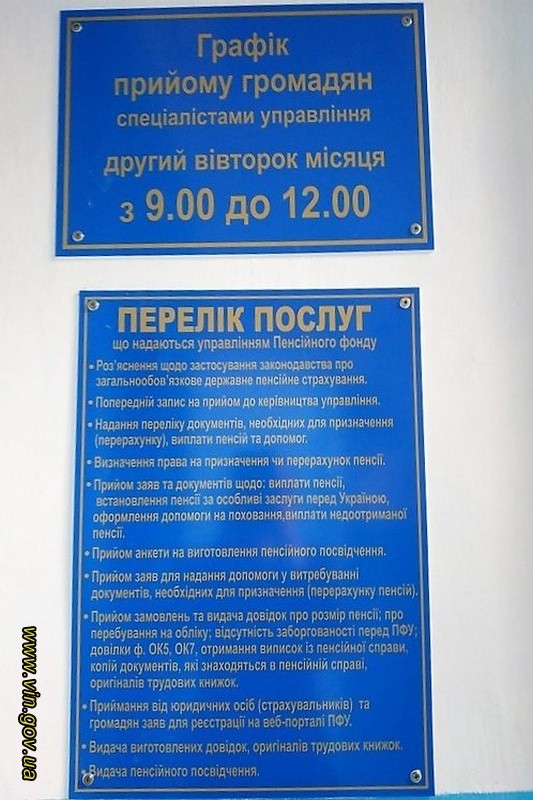 Графік
прийому громадян
спеціалістами управління
другий вівторок місяця
з 9.00 до 12.00
ПЕРЕЛІК ПОСЛУГ
що надаються управлінням Пенсійного фонду
• Роз'яснення щодо застосування законодавства про
загальнообов'язкове державне пенсійне страхування.
• Попередній запис на прийом до керівництва управління.
• Надання переліку документів, необхідних для призначення
(перерахунку), виплати пенсій та допомог.
• Визначення права на призначення чи перерахунок пенсії.
• Прийом заяв та документів щодо: виплати пенсії,
встановлення пенсії за особливі заслуги перед Україною,
оформлення допомоги на поховання,виплати недоотриманої
пенсії.
• Прийом анкети на виготовлення пенсійного посвідчення.
• Прийом заяв для надання допомоги у витребуванні
документів, необхідних для призначення (перерахунку пенсій).
• Прийом замовлень та видача довідок про розмір пенсії; про
перебування на обліку; відсутність заборгованості перед ПФУ;
довідки ф. ОК5, ОК7, отримання виписок із пенсійної справи,
копій документів, які знаходяться в пенсійній справі,
оригіналів трудових книжок.
• Приймання від юридичних осіб (страхувальників) та
громадян заяв для реєстрації на веб-порталі ПФУ.
• Видача виготовлених довідок, оригіналів трудових книжок.
• Видача пенсійного посвідчення.
www.vin.gov.ua